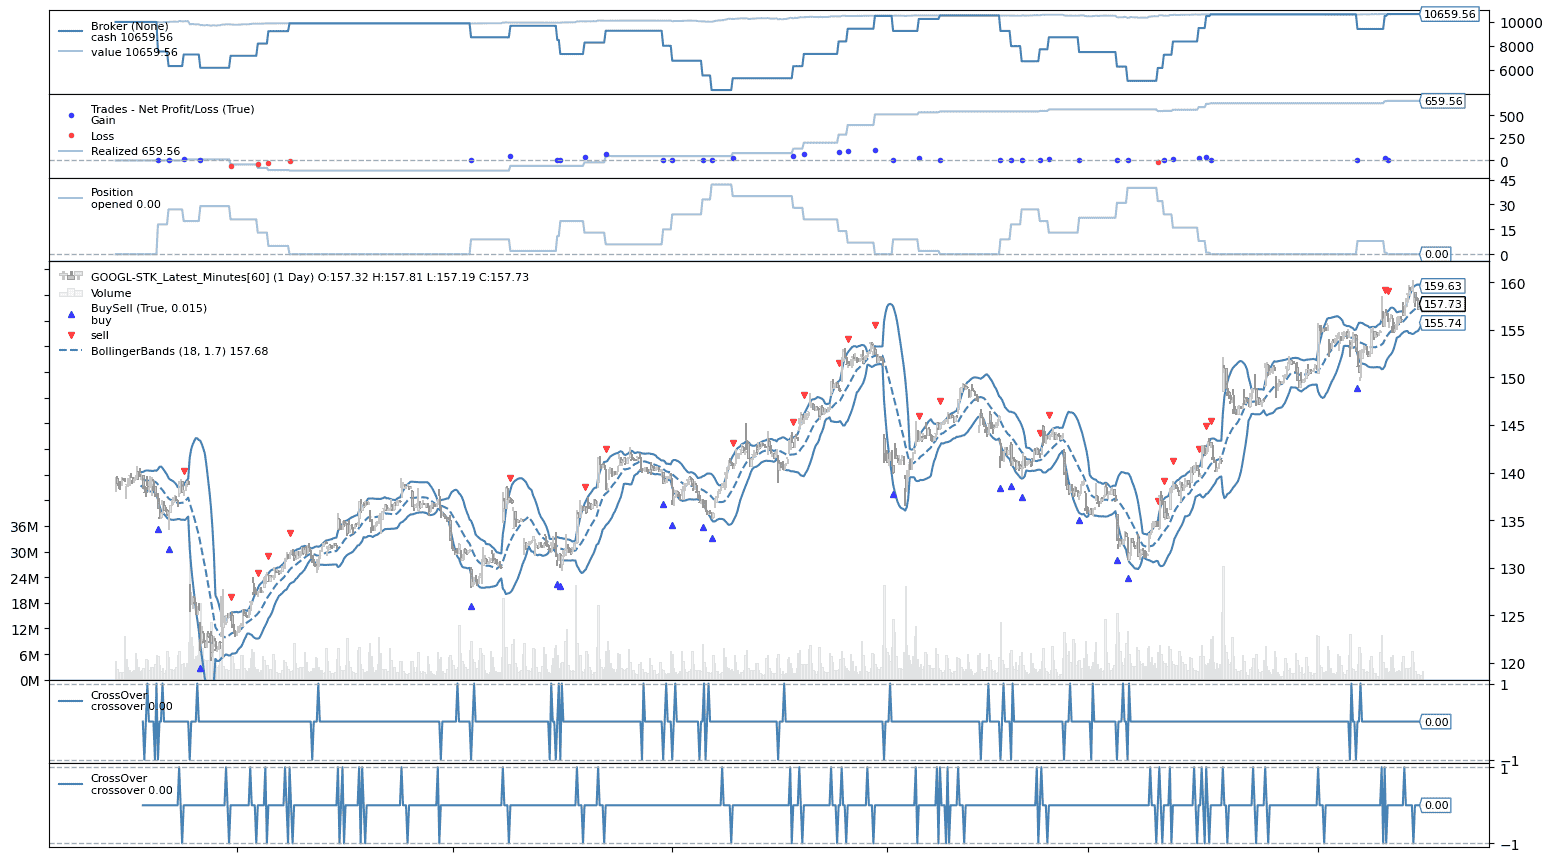 Broker (None)
cash 10659.56
value 10659.56
10659.56
10000
8000
6000
Trades - Net Profit/Loss (True)
Gain
Loss
Realized 659.56
659.56
500
250
0
Position
opened 0.00
45
30
15
0
0.00
GOOGL-STK_Latest_Minutes[60] (1 Day) O:157.32 H:157.81 L:157.19 C:157.73
Volume
BuySell (True, 0.015)
buy
sell
BollingerBands (18, 1.7) 157.68
159.63
157.73
155.74
160
155
150
145
140
135
130
125
120
36M
30M
24M
18M
12M
6M
0M
CrossOver
crossover 0.00
1
0.00
−1
CrossOver
crossover 0.00
1
0.00
−1